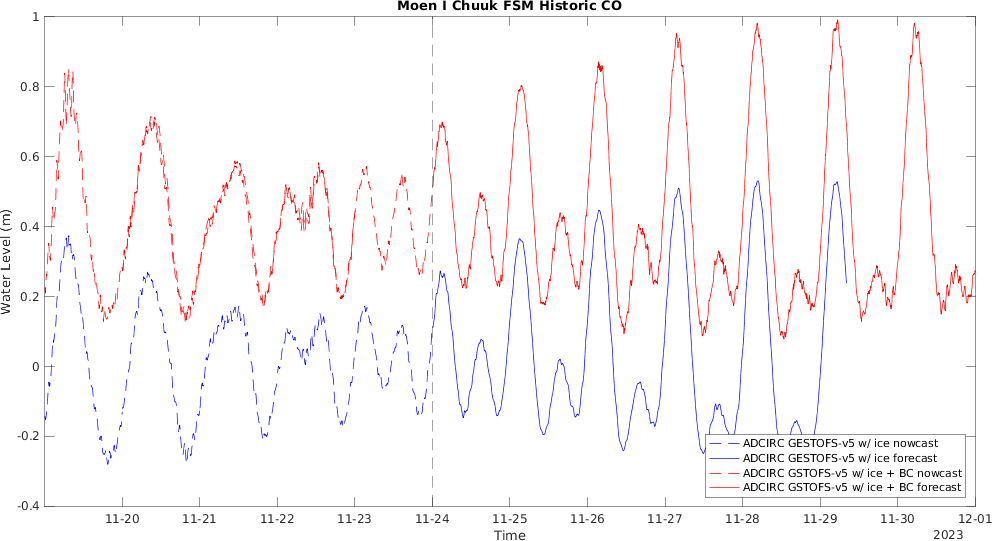 Moen I Chuuk FSM Historic CO
Water Level (m)
1
0.8
0.6
0.4
0.2
0
-0.2
-0.4
ADCIRC GESTOFS-v5 w/ ice nowcast
ADCIRC GESTOFS-v5 w/ ice forecast
ADCIRC GSTOFS-v5 w/ ice + BC nowcast
ADCIRC GSTOFS-v5 w/ ice + BC forecast
11-20 11-21 11-22 11-23 11-24 11-25 11-26 11-27 11-28 11-29 11-30 12-01
Time
2023